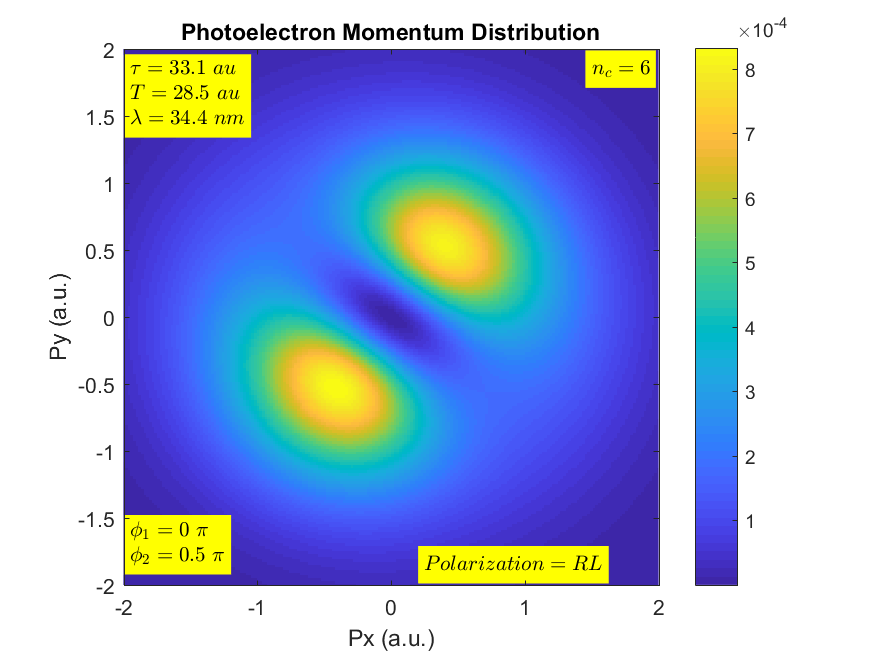 Photoelectron Momentum Distribution
×10⁻⁴
τ = 33.1 au
T = 28.5 au
λ = 34.4 nm
n_c = 6
ϕ₁ = 0 π
ϕ₂ = 0.5 π
Polarization = RL
2
1.5
1
0.5
0
-0.5
-1
-1.5
-2
Py (a.u.)
-2
-1
0
1
2
Px (a.u.)
8
7
6
5
4
3
2
1